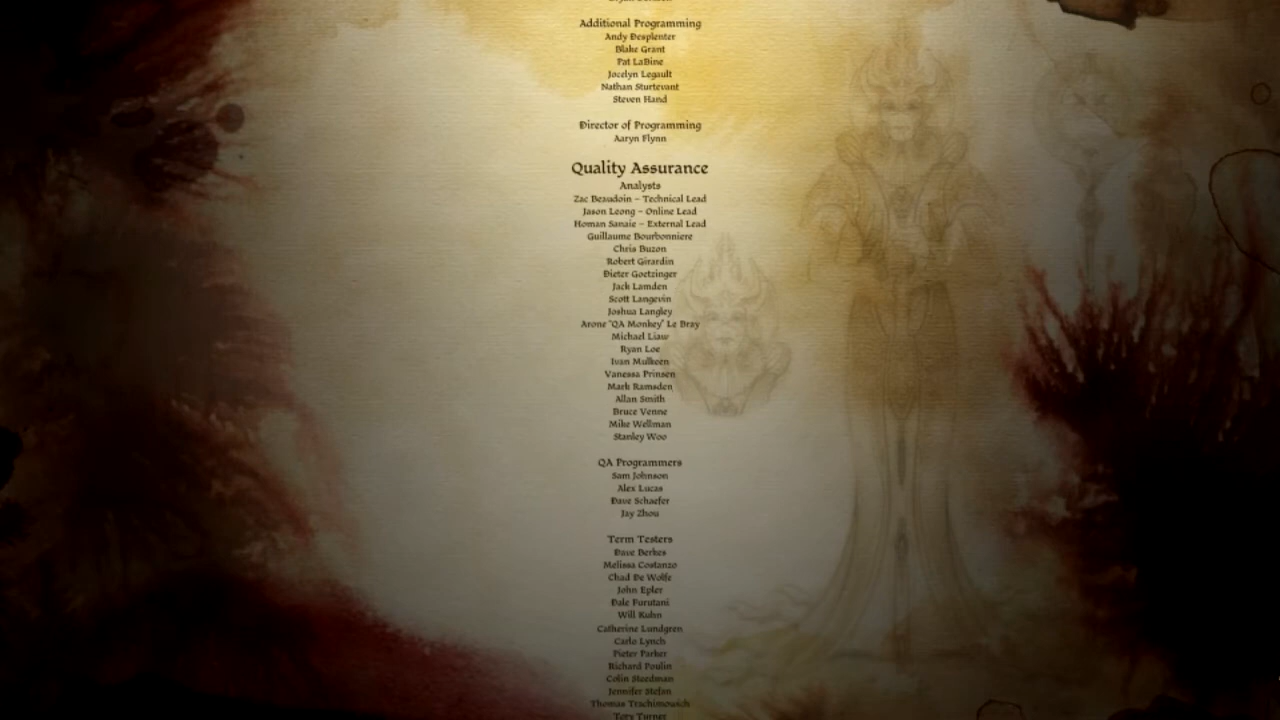 Additional Programming
Andy Desplenter
Blake Grant
Pat LaBine
Jocelyn Legault
Nathan Sturtevant
Steven Hand
Director of Programming
Aaryn Flynn
Quality Assurance
Analysts
Zac Beaudoin – Technical Lead
Jason Leong – Online Lead
Homan Sanaie – External Lead
Guillaume Bourbonniere
Chris Buzon
Robert Girardin
Dieter Goetzinger
Jack Lamden
Scott Langevin
Joshua Langley
Arone "QA Monkey" Le Bray
Michael Liaw
Ryan Loe
Ivan Mulkeen
Vanessa Prinsen
Mark Ramsden
Allan Smith
Bruce Venne
Mike Wellman
Stanley Woo
QA Programmers
Sam Johnson
Alex Lucas
Dave Schaefer
Jay Zhou
Term Testers
Dave Berkes
Melissa Costanzo
Chad De Wolfe
John Epler
Dale Furutani
Will Kuhn
Catherine Lundgren
Carlo Lynch
Pieter Parker
Richard Poulin
Colin Steedman
Jennifer Stefan
Thomas Trachimowich
Tory Turner